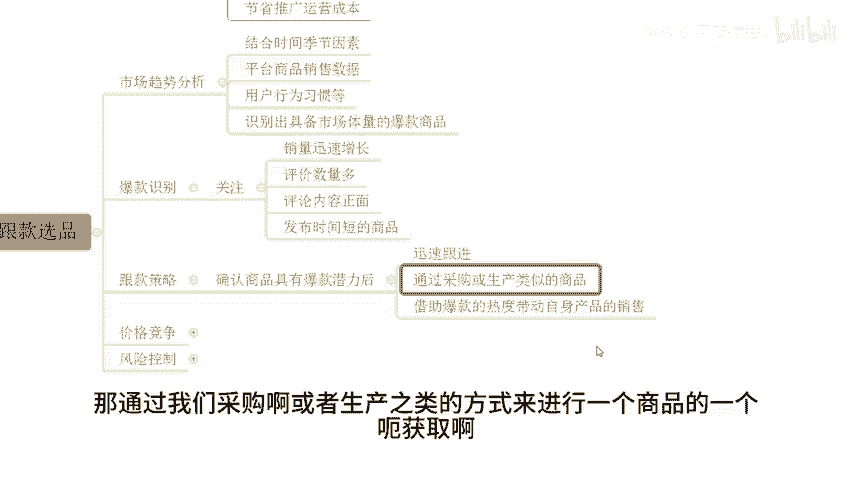 节省推广运营成本
bilibili
市场趋势分析
结合时间季节因素
平台商品销售数据
用户行为习惯等
识别出具备市场体量的爆款商品
跟款选品
爆款识别
关注
销量迅速增长
评价数量多
评论内容正面
发布时间短的商品
跟款策略
确认商品具有爆款潜力后
迅速跟进
通过采购或生产类似的商品
借助爆款的热度带动自身产品的销售
价格竞争
风险控制
那通过我们采购啊或者生产之类的方式来进行一个商品的一个
呃获取啊